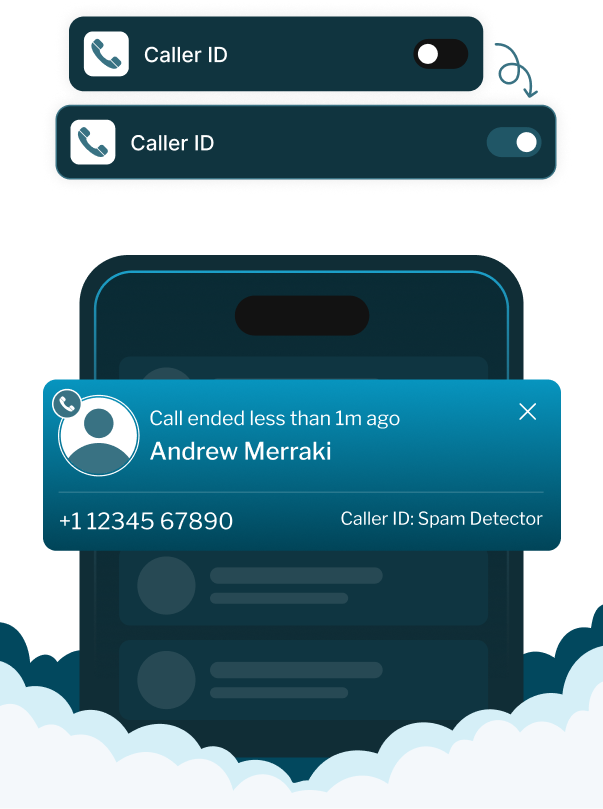 Caller ID
Caller ID
Call ended less than 1m ago
Andrew Merraki
+1 12345 67890
Caller ID: Spam Detector